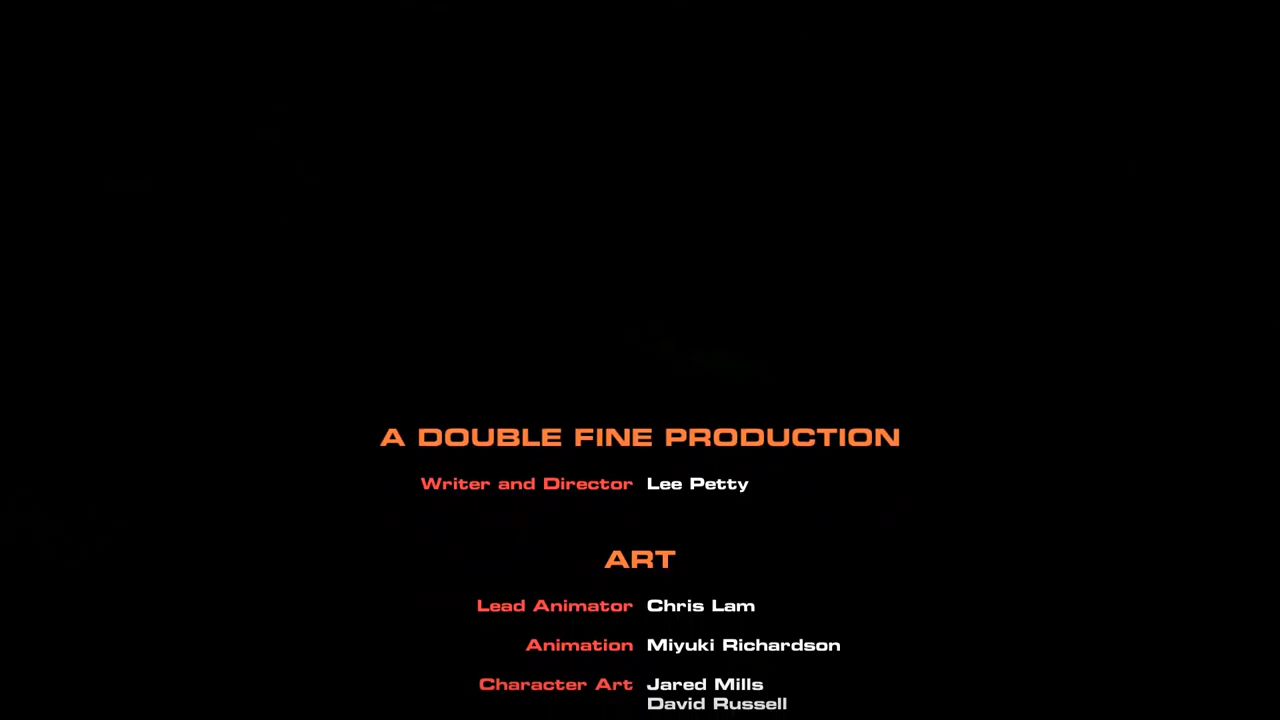 A DOUBLE FINE PRODUCTION
Writer and Director Lee Petty
ART
Lead Animator Chris Lam
Animation Miyuki Richardson
Character Art Jared Mills
David Russell